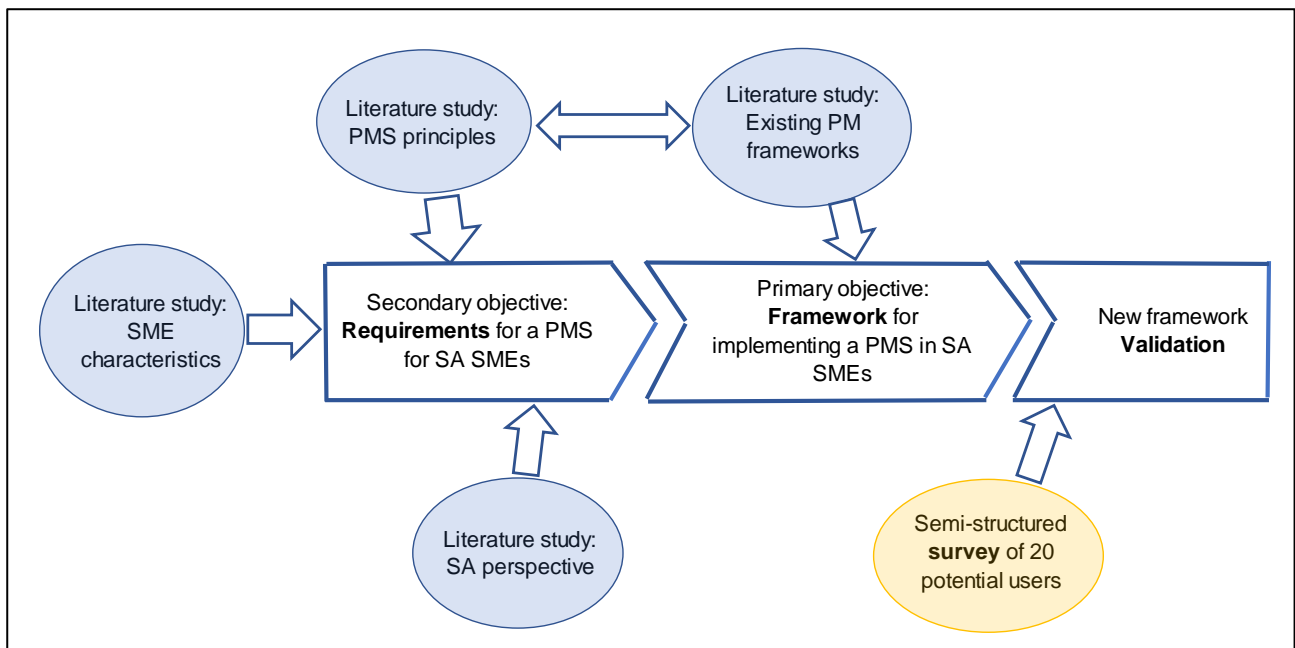 Literature study:
PMS principles
Literature study:
Existing PM
frameworks
Literature study:
SME
characteristics
Secondary objective:
Requirements for a PMS
for SA SMEs
Primary objective:
Framework for
implementing a PMS in SA
SMEs
New framework
Validation
Literature study:
SA perspective
Semi-structured
survey of 20
potential users